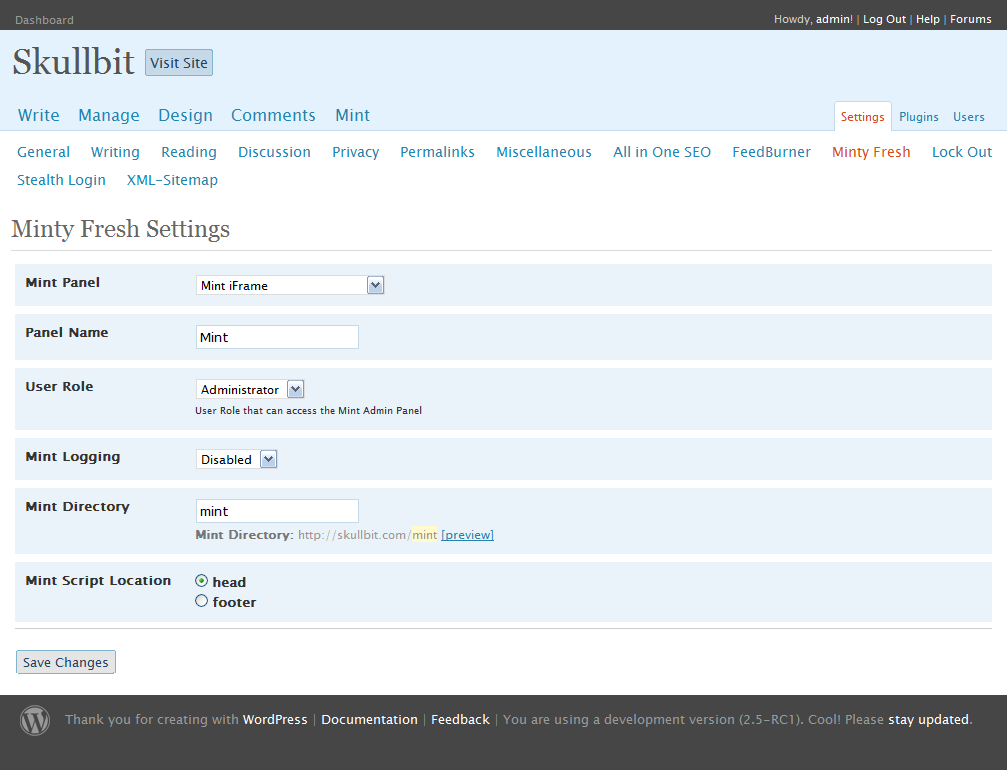 Dashboard Howdy, admin! | Log Out | Help | Forums
Skullbit Visit Site
Write Manage Design Comments Mint Settings Plugins Users
General Writing Reading Discussion Privacy Permalinks Miscellaneous All in One SEO FeedBurner Minty Fresh Lock Out
Stealth Login XML-Sitemap
Minty Fresh Settings
Mint Panel Mint iFrame
Panel Name Mint
User Role Administrator
User Role that can access the Mint Admin Panel
Mint Logging Disabled
Mint Directory mint
Mint Directory: http://skullbit.com/mint [preview]
Mint Script Location head
footer
Save Changes
Thank you for creating with WordPress | Documentation | Feedback | You are using a development version (2.5-RC1). Cool! Please stay updated.